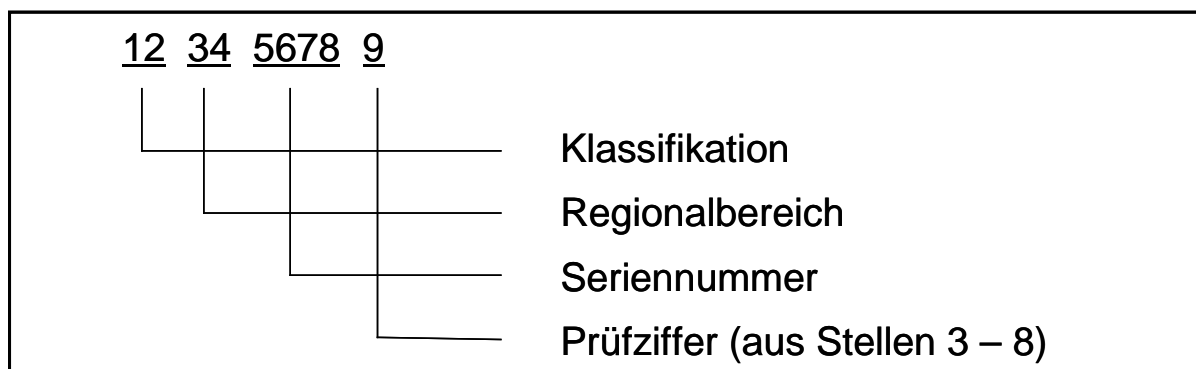 12 34 5678 9
Klassifikation
Regionalbereich
Seriennummer
Prüfziffer (aus Stellen 3 – 8)